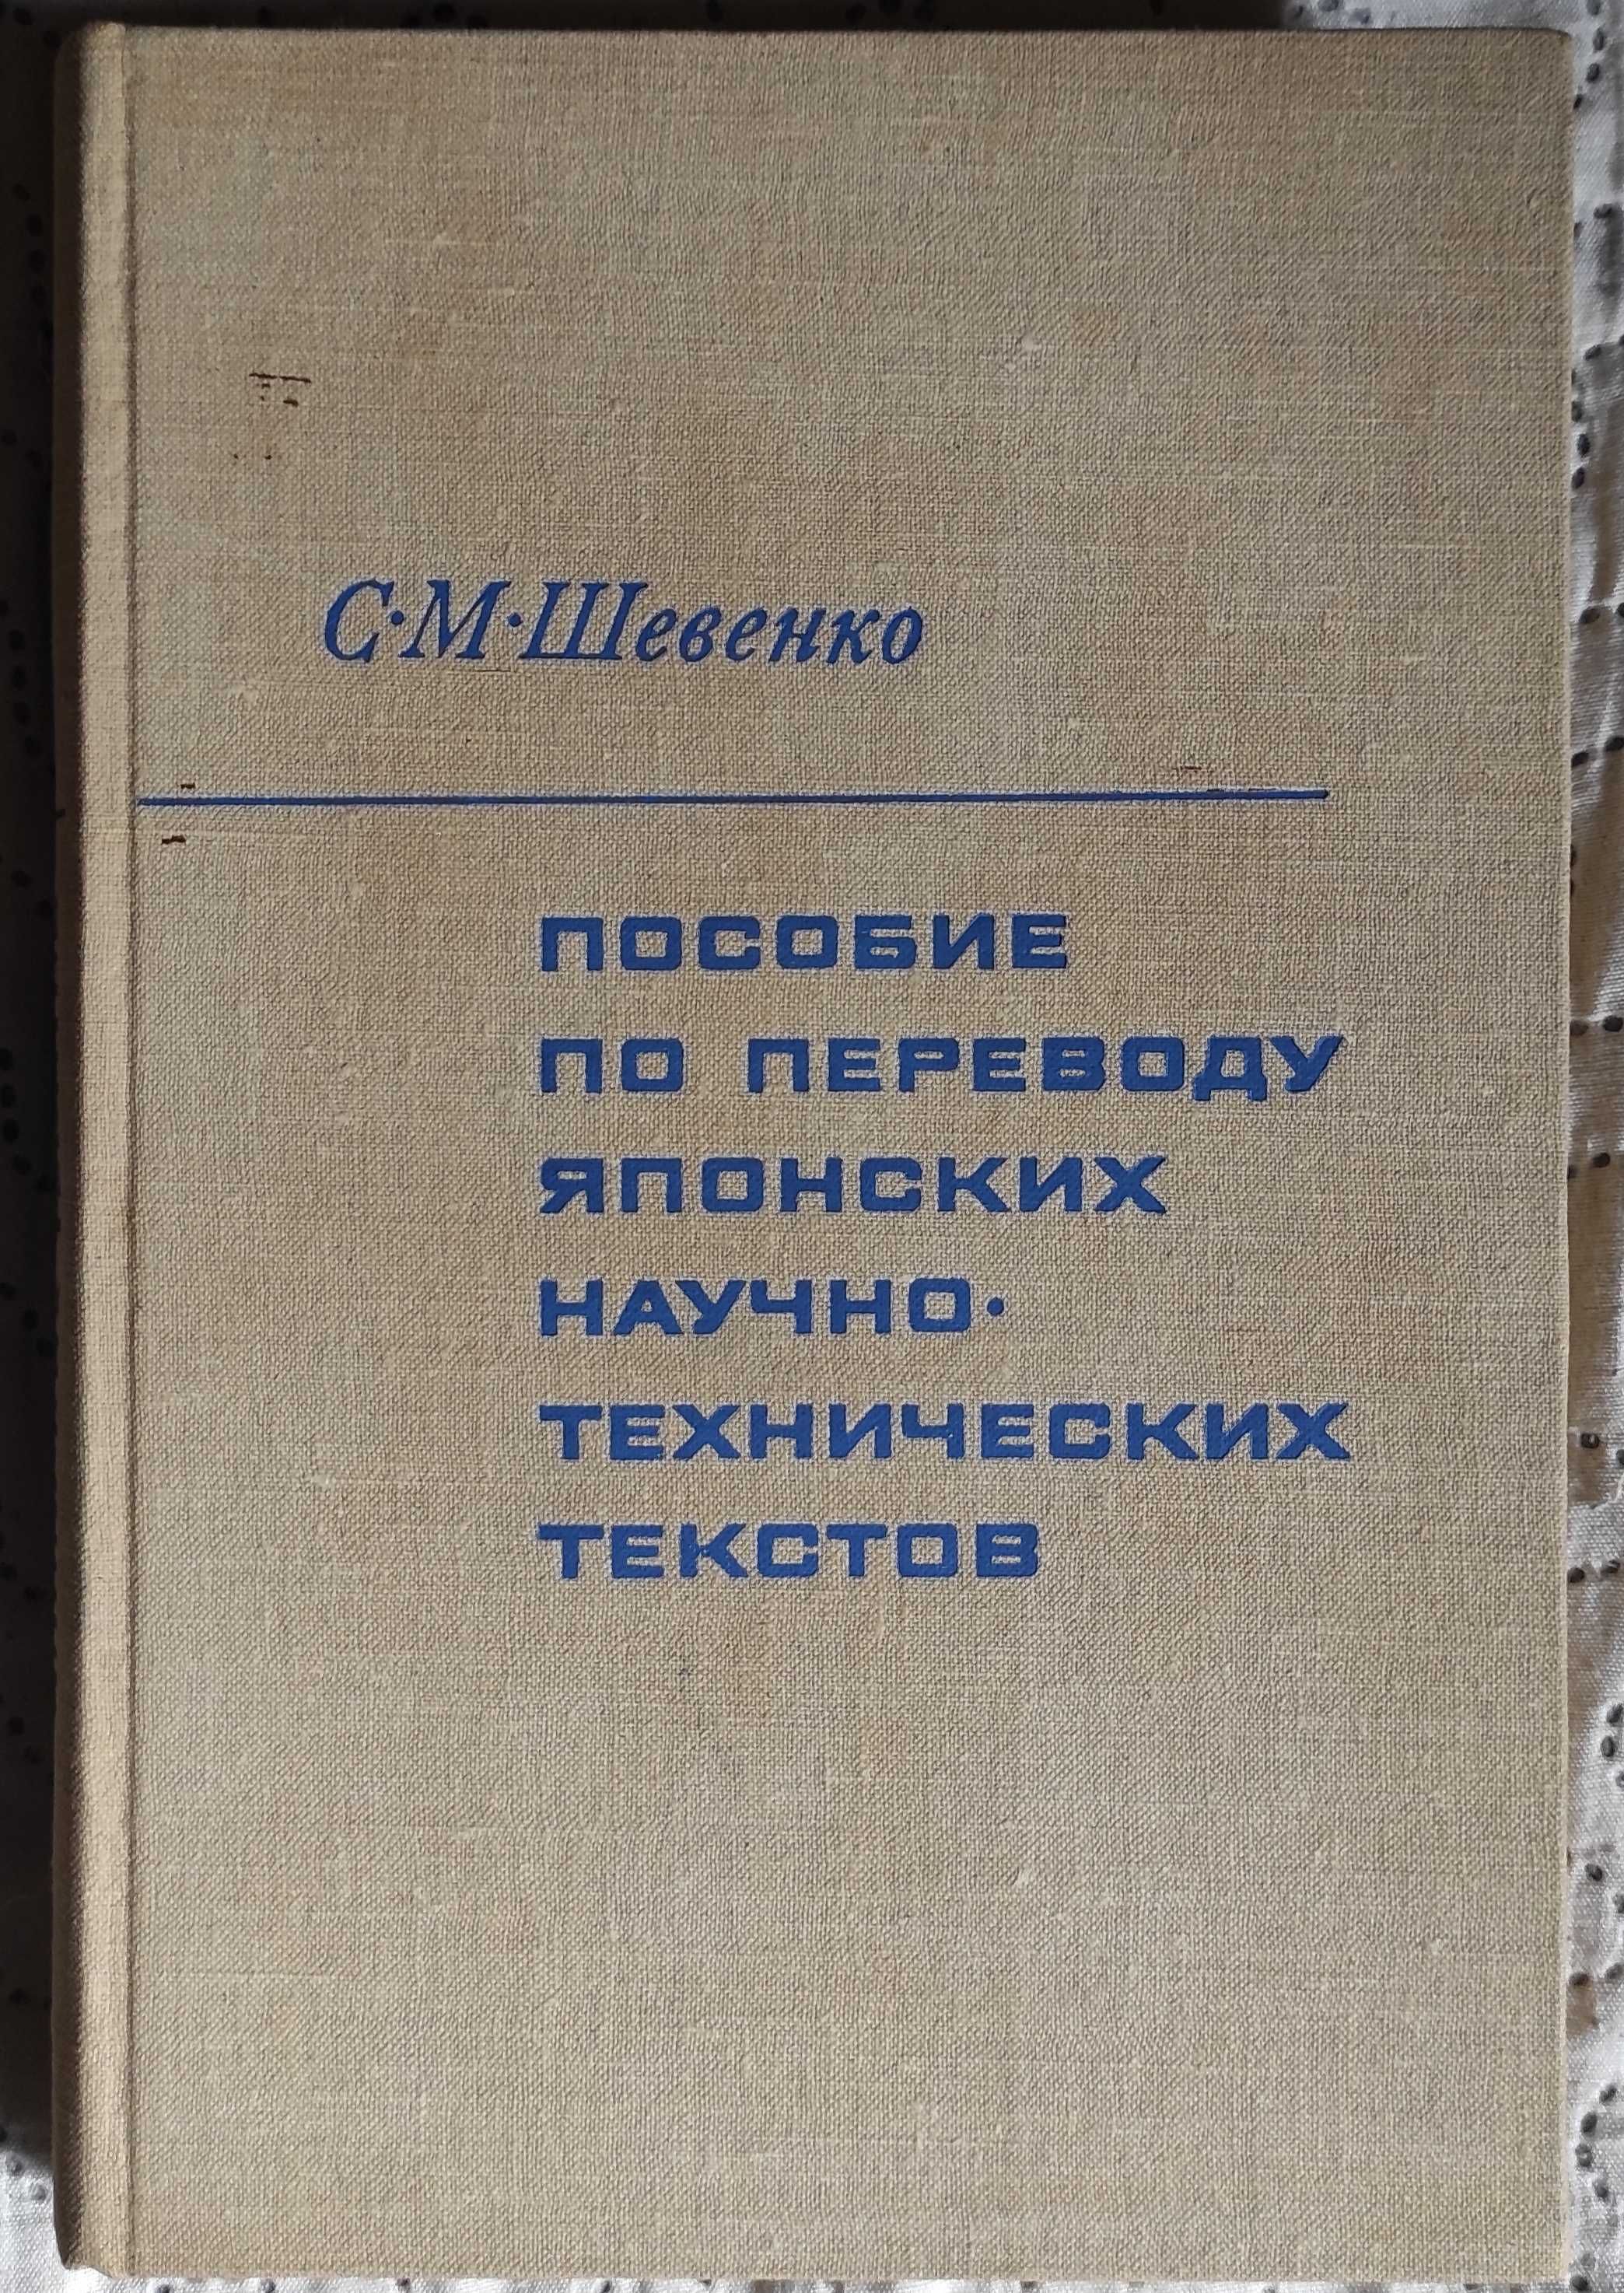 С·М·Шевенко
ПОСОБИЕ
ПО ПЕРЕВОДУ
ЯПОНСКИХ
НАУЧНО-
ТЕХНИЧЕСКИХ
ТЕКСТОВ